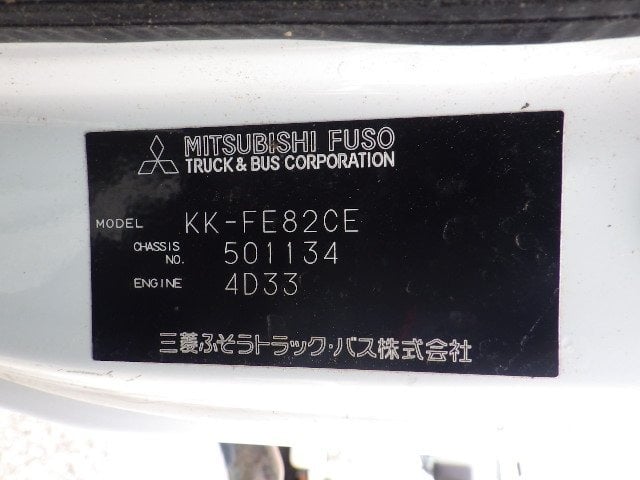 MITSUBISHI FUSO
TRUCK & BUS CORPORATION
MODEL KK-FE82CE
CHASSIS NO. 501134
ENGINE 4D33
三菱ふそうトラック・バス株式会社